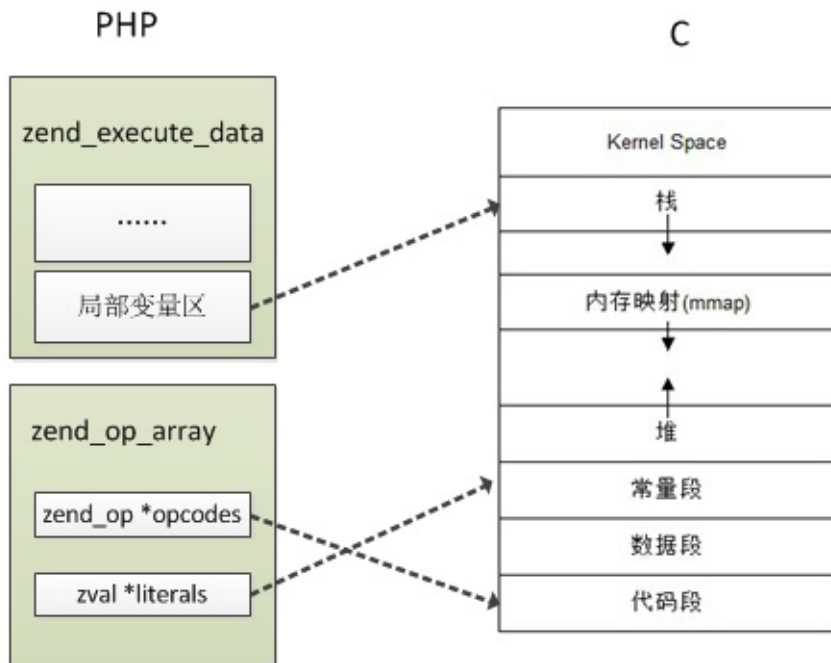 PHP
C
zend_execute_data
......
局部变量区
zend_op_array
zend_op *opcodes
zval *literals
Kernel Space
栈
内存映射(mmap)
堆
常量段
数据段
代码段